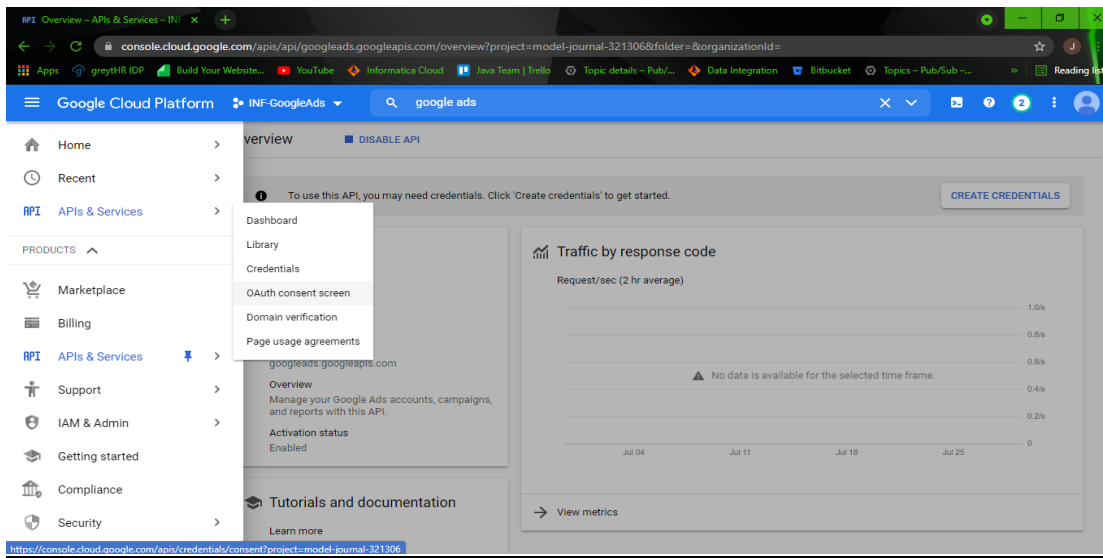 API Overview – APIs & Services – INF
console.cloud.google.com/apis/api/googleads.googleapis.com/overview?project=model-journal-321306&folder=&organizationId=
J
Apps greytHR IDP Build Your Website... YouTube Informatica Cloud Java Team | Trello Topic details – Pub/... Data Integration Bitbucket Topics – Pub/Sub –... » Reading list
Google Cloud Platform INF-GoogleAds google ads 2
Home
Recent
API APIs & Services
PRODUCTS
Marketplace
Billing
API APIs & Services
Support
IAM & Admin
Getting started
Compliance
Security
Dashboard
Library
Credentials
OAuth consent screen
Domain verification
Page usage agreements
verview DISABLE API
To use this API, you may need credentials. Click 'Create credentials' to get started. CREATE CREDENTIALS
googleads.googleapis.com
Overview
Manage your Google Ads accounts, campaigns,
and reports with this API.
Activation status
Enabled
Tutorials and documentation
Learn more
Traffic by response code
Request/sec (2 hr average)
1.0/s
0.8/s
0.6/s
No data is available for the selected time frame.
0.4/s
0.2/s
0
Jul 04 Jul 11 Jul 18 Jul 25
View metrics
https://console.cloud.google.com/apis/credentials/consent?project=model-journal-321306